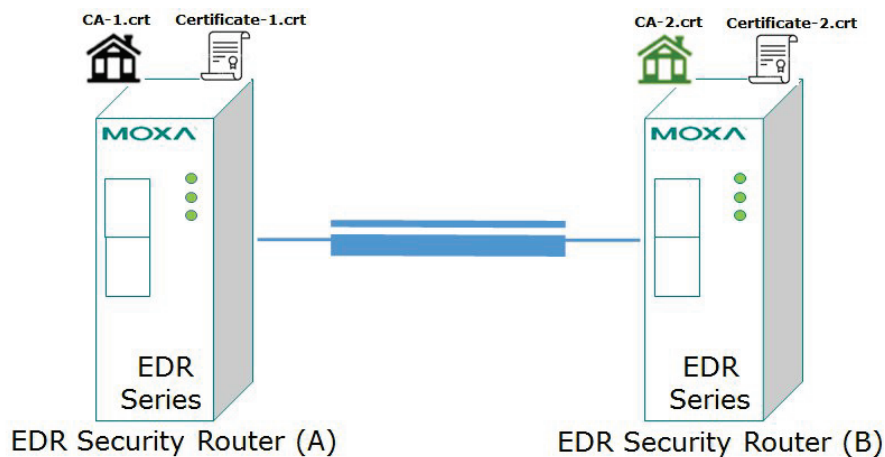 CA-1.crt Certificate-1.crt
CA-2.crt Certificate-2.crt
MOXA
MOXA
EDR
Series
EDR
Series
EDR Security Router (A)
EDR Security Router (B)